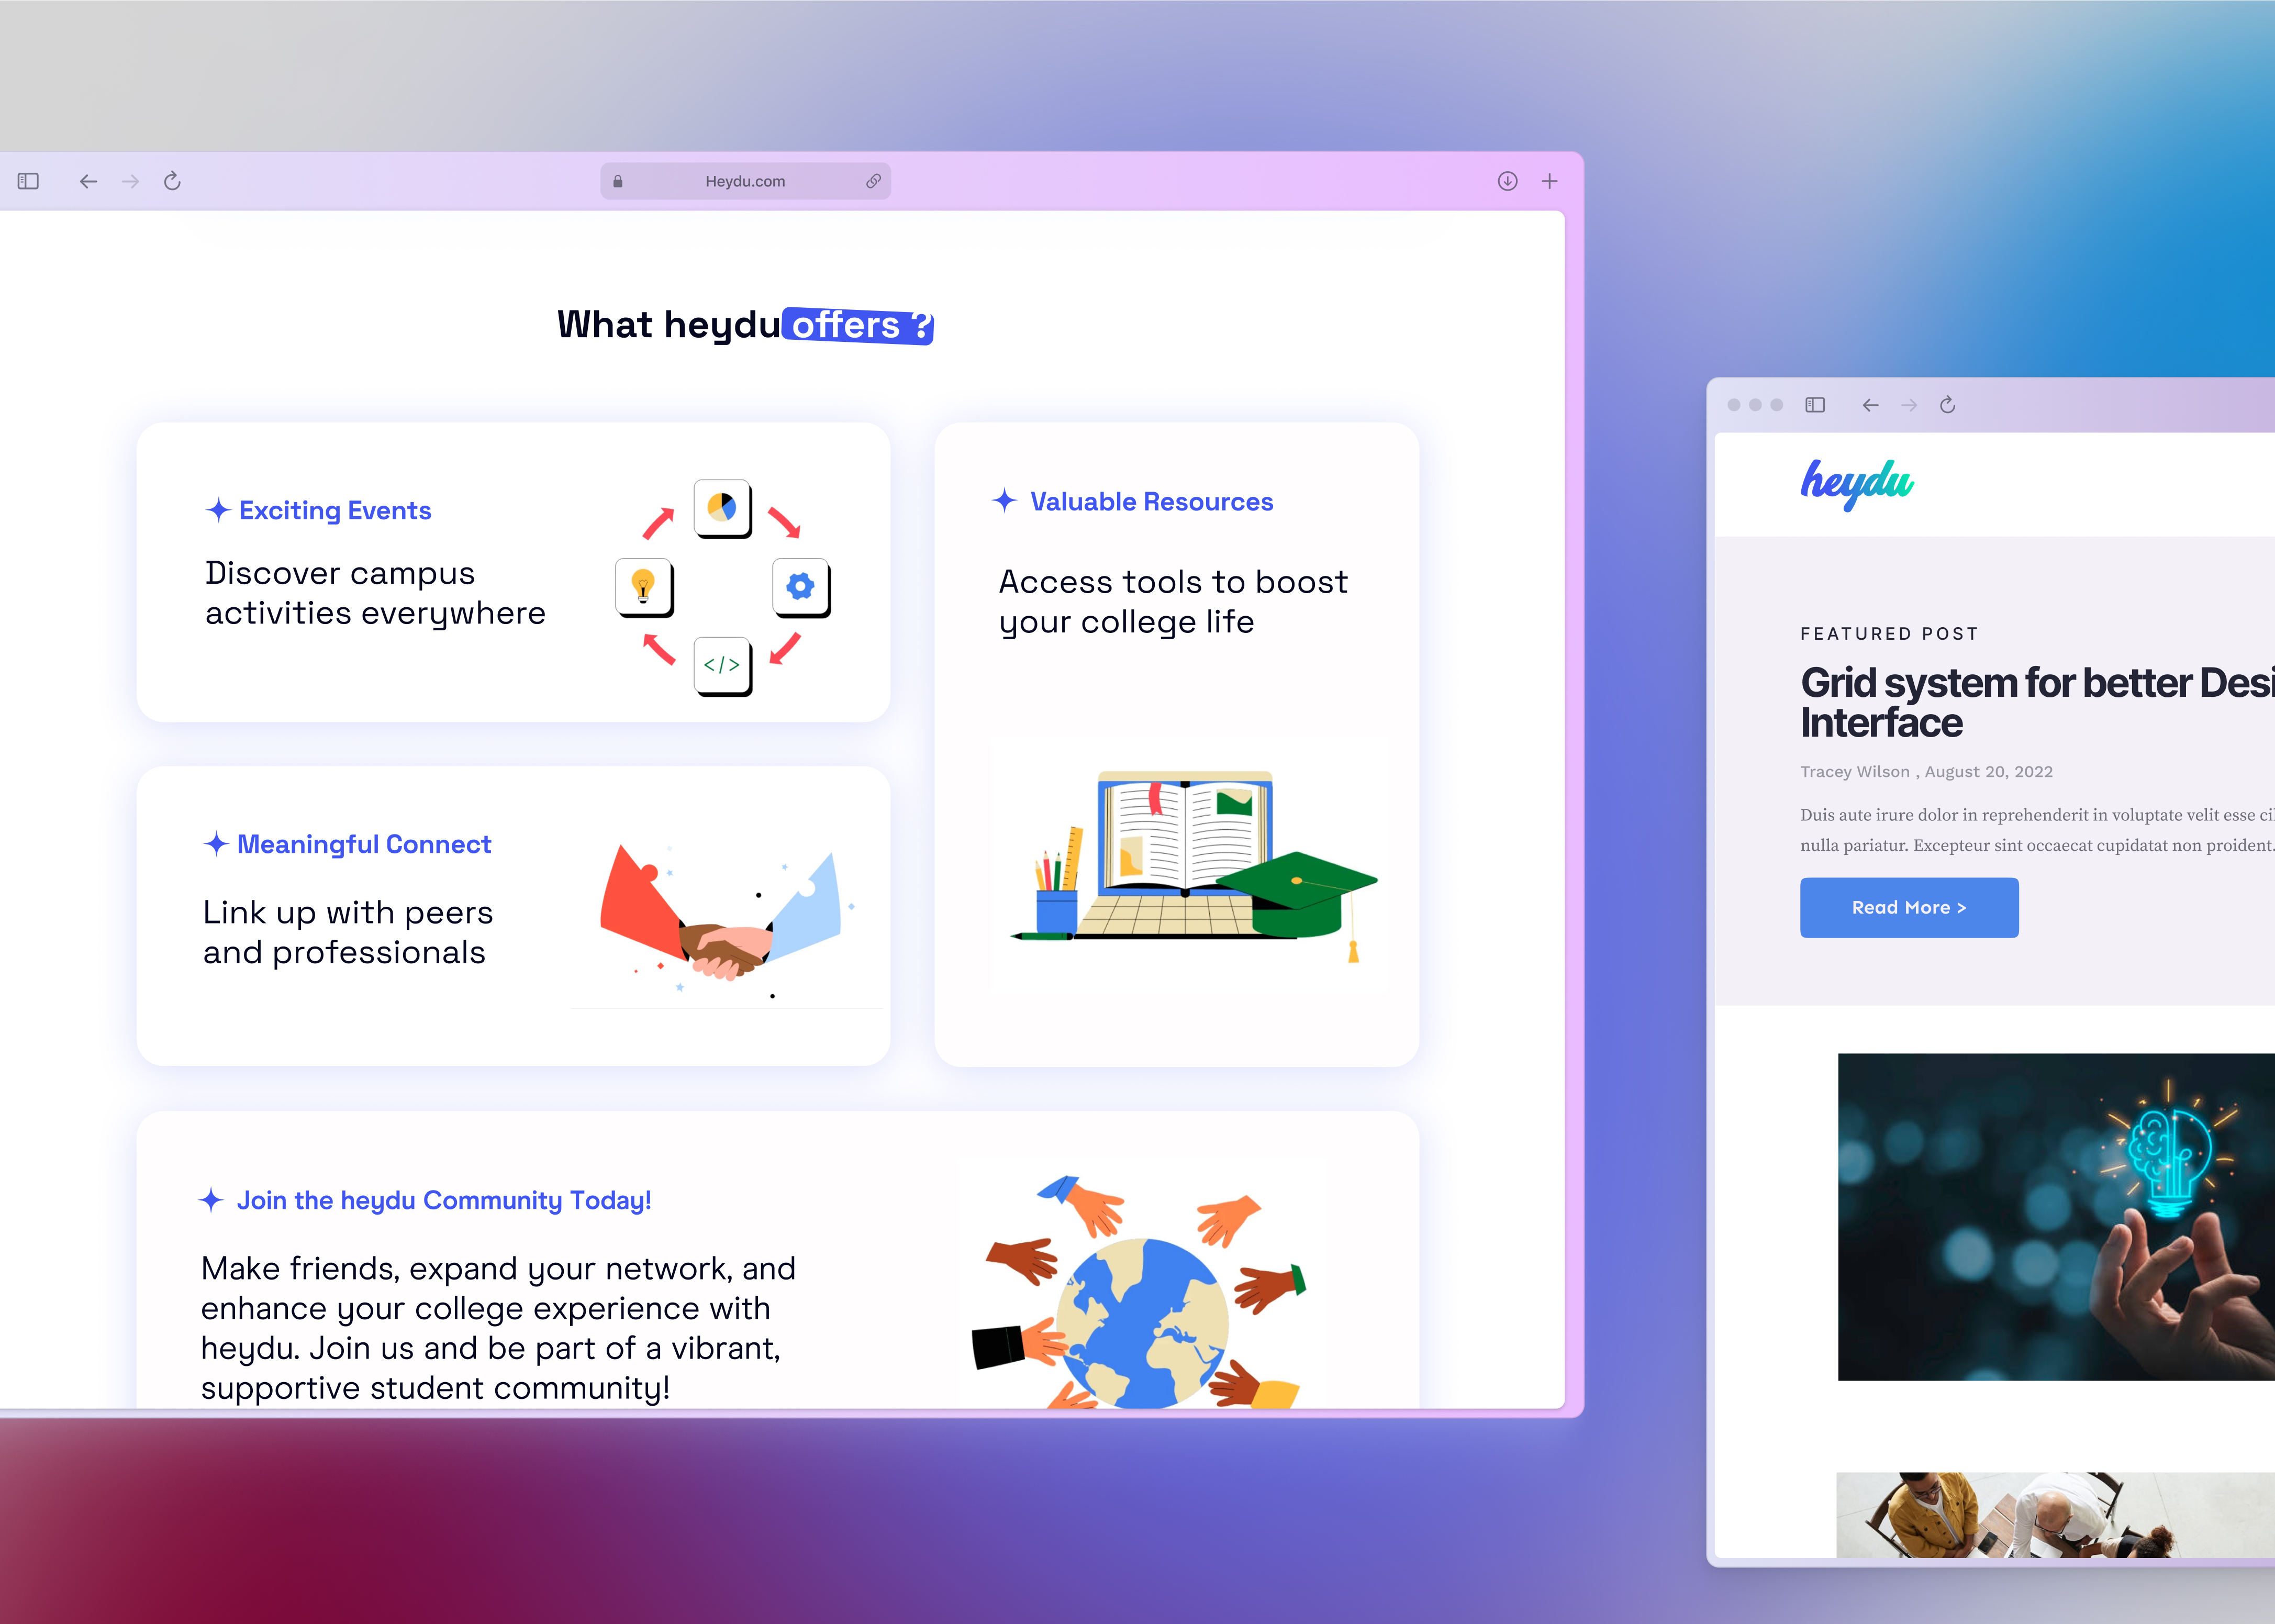 Heydu.com
What heydu offers ?
Exciting Events
Discover campus
activities everywhere
</>
Meaningful Connect
Link up with peers
and professionals
Valuable Resources
Access tools to boost
your college life
Join the heydu Community Today!
Make friends, expand your network, and
enhance your college experience with
heydu. Join us and be part of a vibrant,
supportive student community!
heydu
FEATURED POST
Grid system for better Desi
Interface
Tracey Wilson , August 20, 2022
Duis aute irure dolor in reprehenderit in voluptate velit esse ci
nulla pariatur. Excepteur sint occaecat cupidatat non proident.
Read More >